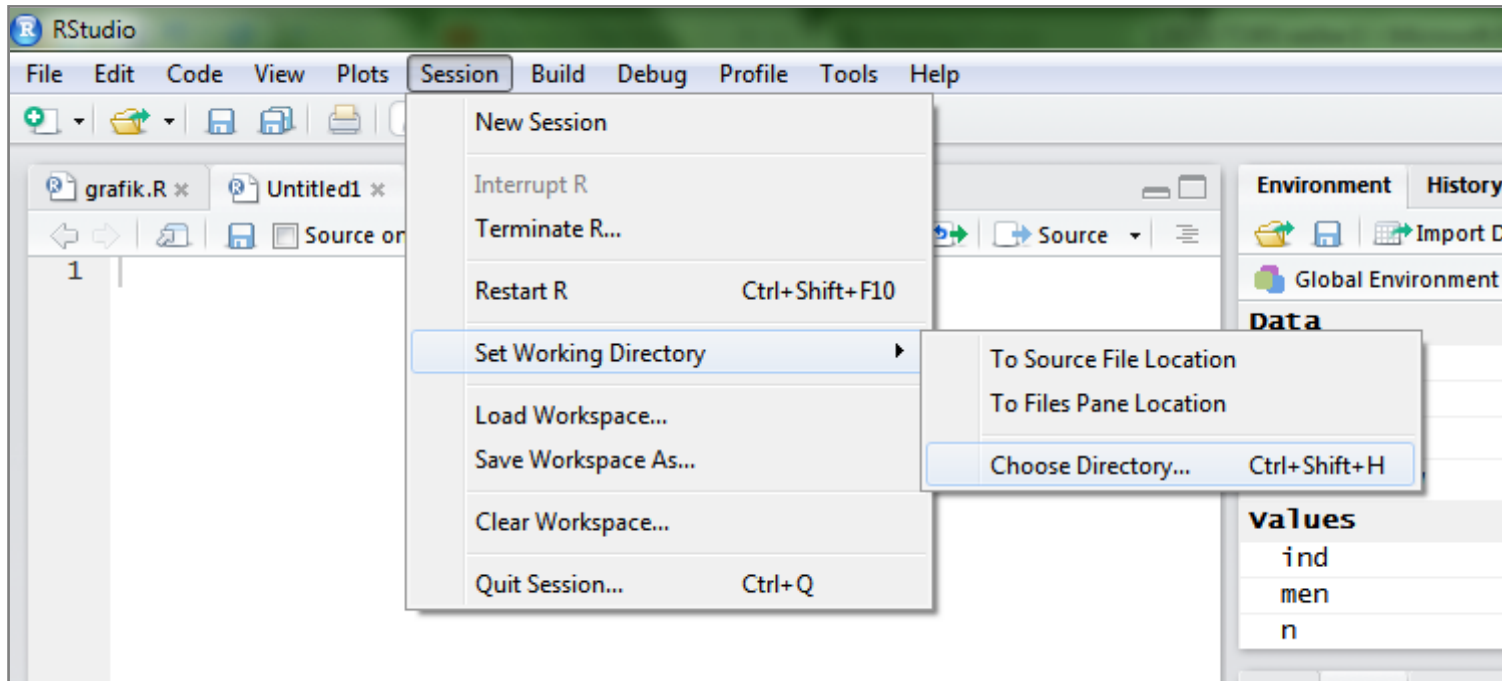 RStudio
File Edit Code View Plots Session Build Debug Profile Tools Help
New Session
Interrupt R
Terminate R...
Restart R Ctrl+Shift+F10
Set Working Directory
Load Workspace...
Save Workspace As...
Clear Workspace...
Quit Session... Ctrl+Q
To Source File Location
To Files Pane Location
Choose Directory... Ctrl+Shift+H
grafik.R Untitled1
Source on
Source
1
Environment History
Import D
Global Environment
Data
Values
ind
men
n